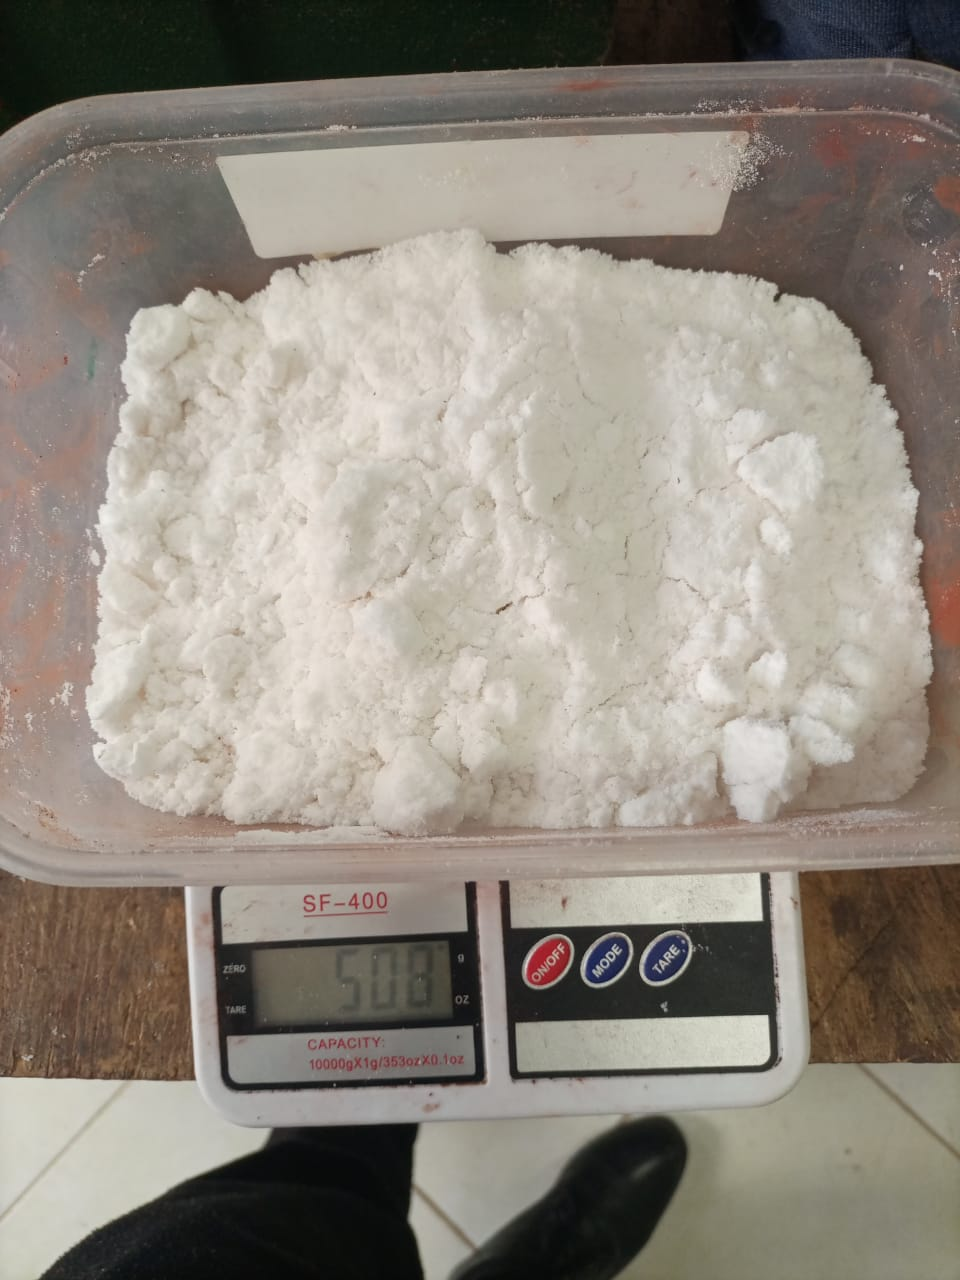 SF-400
ZERO
TARE
508
g
OZ
CAPACITY:
10000gX1g/353ozX0.1oz
ON/OFF
MODE
TARE